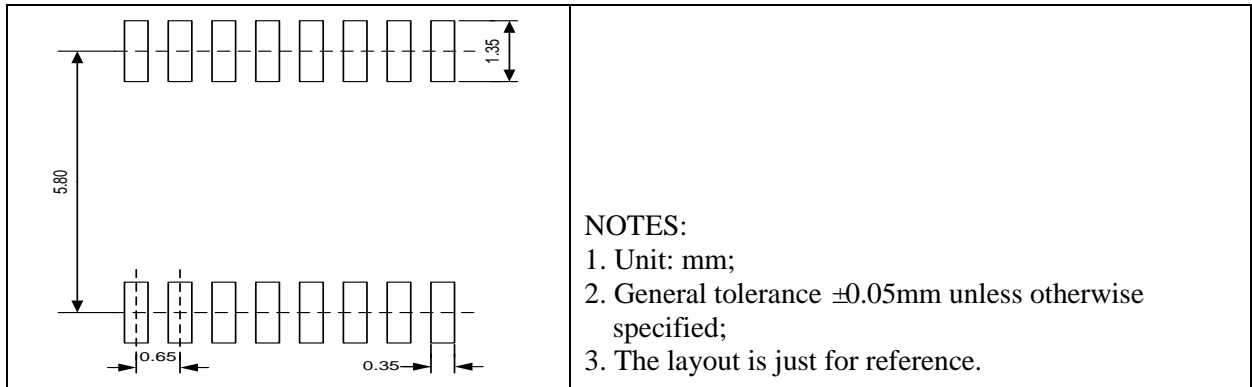 1.35
5.80
0.65
0.35
NOTES:
1. Unit: mm;
2. General tolerance ±0.05mm unless otherwise
specified;
3. The layout is just for reference.